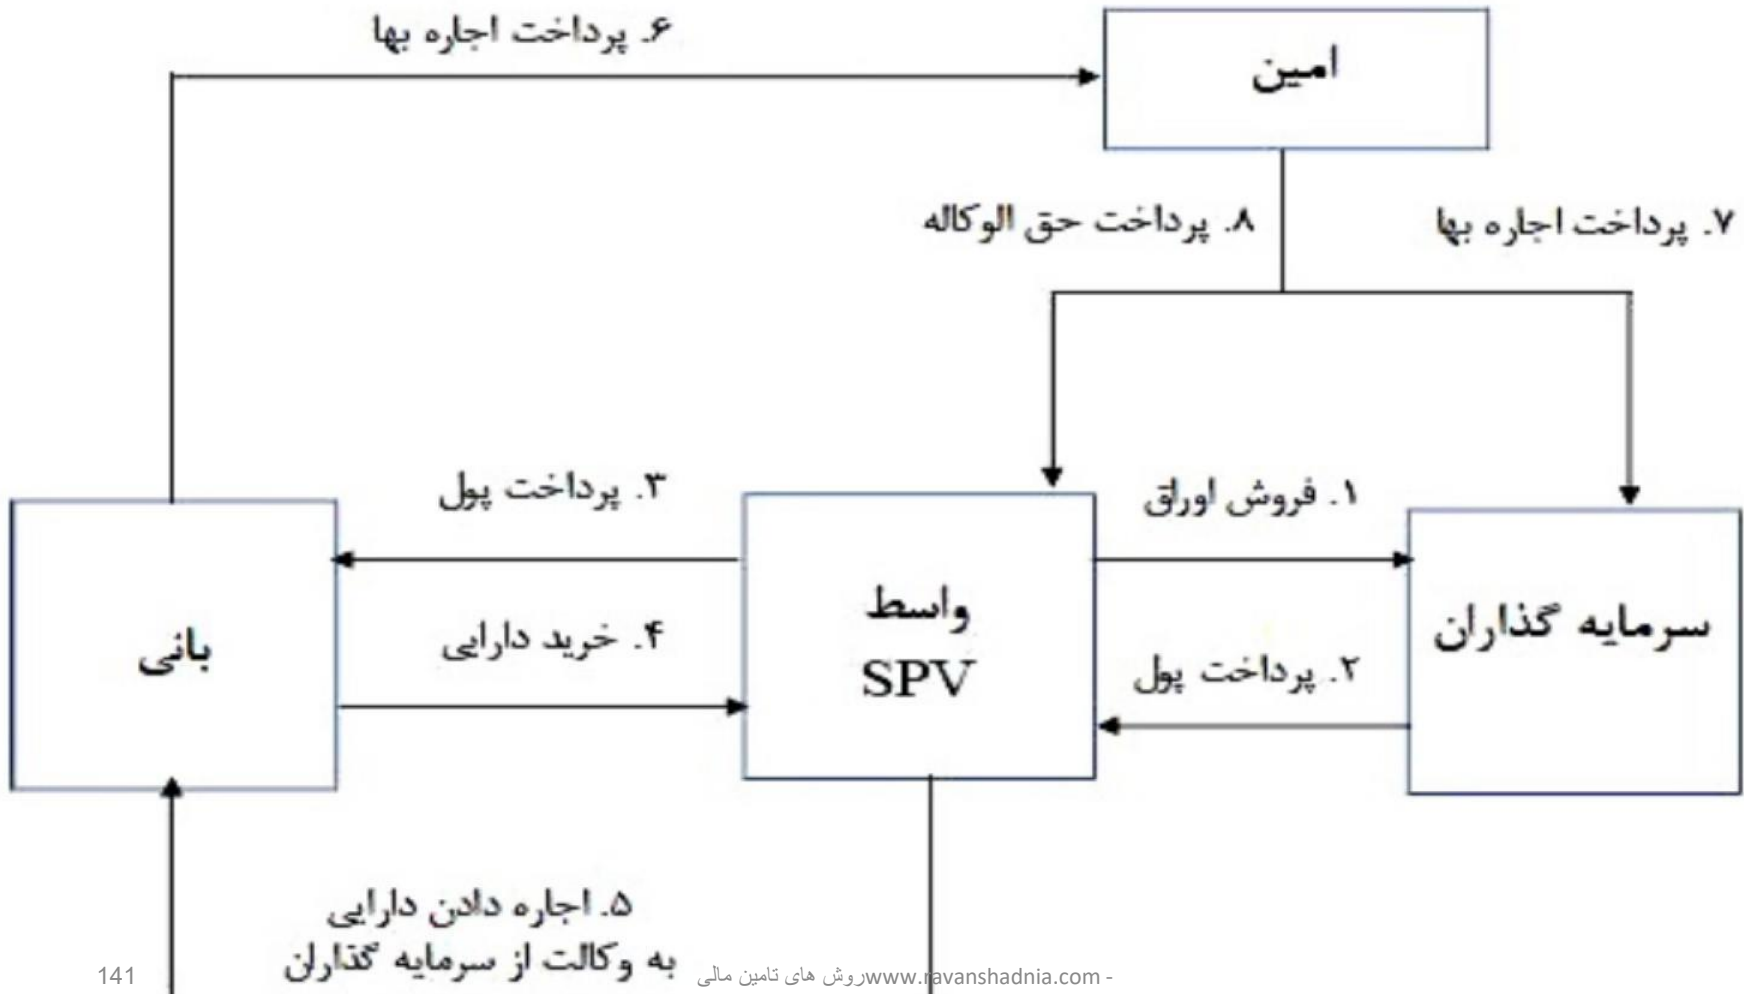 ۶. پرداخت اجاره بها
امین
۸. پرداخت حق الوکاله
۷. پرداخت اجاره بها
۳. پرداخت پول
۱. فروش اوراق
واسط
SPV
سرمایه گذاران
بانی
۴. خرید دارایی
۲. پرداخت پول
۵. اجاره دادن دارایی
به وکالت از سرمایه گذاران
روش های تامین مالی www.ravanshadnia.com -
141